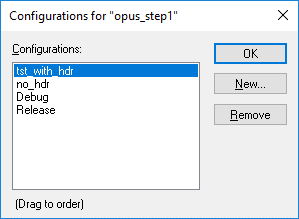 Configurations for "opus_step1"
Configurations:
tst_with_hdr
no_hdr
Debug
Release
(Drag to order)
OK
New...
Remove